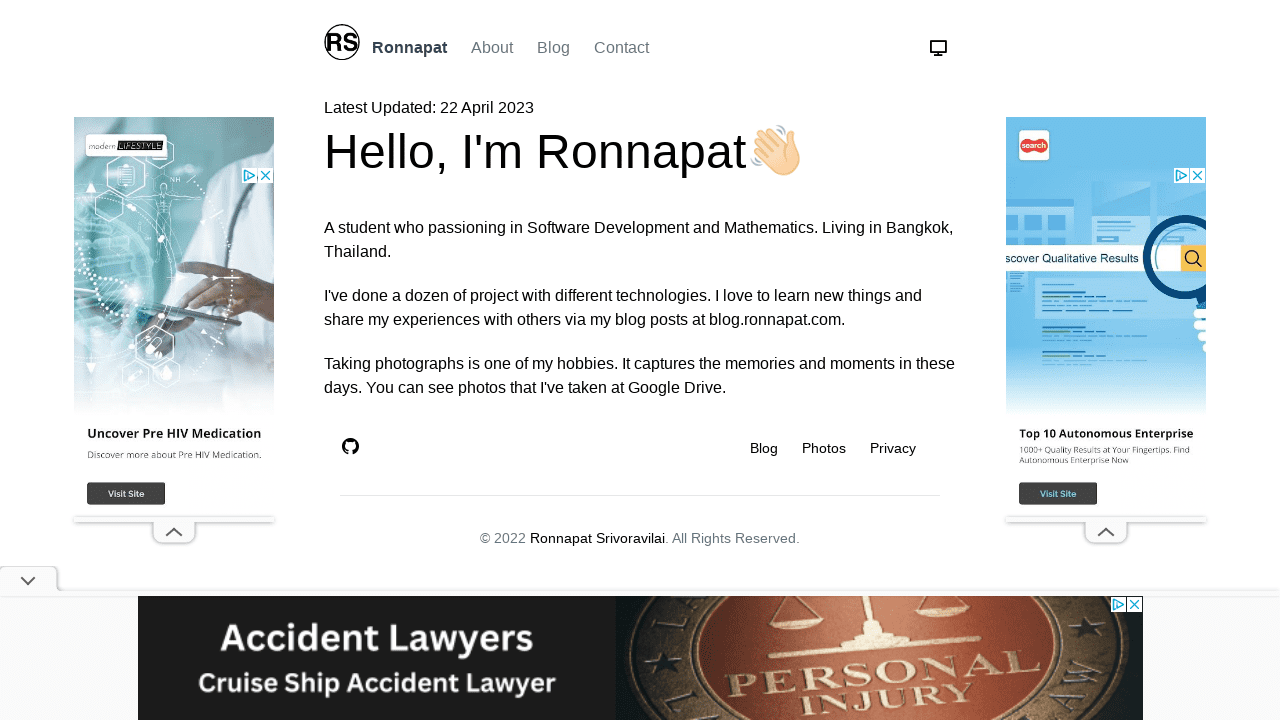 RS
Ronnapat
About
Blog
Contact
Latest Updated: 22 April 2023
Hello, I'm Ronnapat
A student who passioning in Software Development and Mathematics. Living in Bangkok,
Thailand.
I've done a dozen of project with different technologies. I love to learn new things and
share my experiences with others via my blog posts at blog.ronnapat.com.
Taking photographs is one of my hobbies. It captures the memories and moments in these
days. You can see photos that I've taken at Google Drive.
Blog
Photos
Privacy
© 2022 Ronnapat Srivoravilai. All Rights Reserved.
modern LIFESTYLE
NH
Uncover Pre HIV Medication
Discover more about Pre HIV Medication.
Visit Site
search
scover Qualitative Results
Top 10 Autonomous Enterprise
1000+ Quality Results at Your Fingertips. Find
Autonomous Enterprise Now
Visit Site
Accident Lawyers
Cruise Ship Accident Lawyer
PERSONAL
INJURY